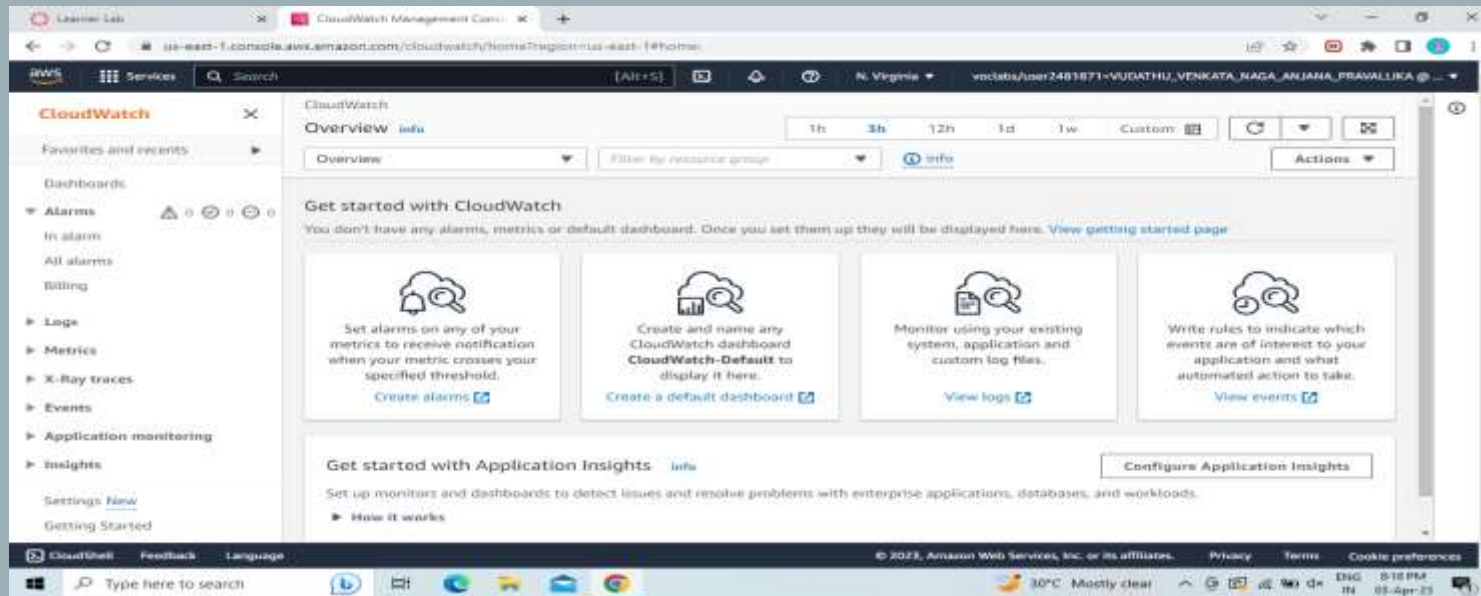 Learner Lab
CloudWatch Management Cons
us-east-1.console.aws.amazon.com/cloudwatch/home?region=us-east-1#home:
aws Services Search [Alt+S] N. Virginia voclabs/user2481871=VUDATHU_VENKATA_NAGA_ANJANA_PRAVALLIKA @ ...
CloudWatch
Favorites and recents
Dashboards
Alarms 0 0 0
In alarm
All alarms
Billing
Logs
Metrics
X-Ray traces
Events
Application monitoring
Insights
Settings New
Getting Started
CloudWatch
Overview Info
1h 3h 12h 1d 1w Custom
Overview Filter by resource group Info Actions
Get started with CloudWatch
You don't have any alarms, metrics or default dashboard. Once you set them up they will be displayed here. View getting started page
Set alarms on any of your
metrics to receive notification
when your metric crosses your
specified threshold.
Create alarms
Create and name any
CloudWatch dashboard
CloudWatch-Default to
display it here.
Create a default dashboard
Monitor using your existing
system, application and
custom log files.
View logs
Write rules to indicate which
events are of interest to your
application and what
automated action to take.
View events
Get started with Application Insights Info
Configure Application Insights
Set up monitors and dashboards to detect issues and resolve problems with enterprise applications, databases, and workloads.
How it works
CloudShell Feedback Language © 2023, Amazon Web Services, Inc. or its affiliates. Privacy Terms Cookie preferences
Type here to search 30°C Mostly clear ENG 8:18 PM
IN 03-Apr-23